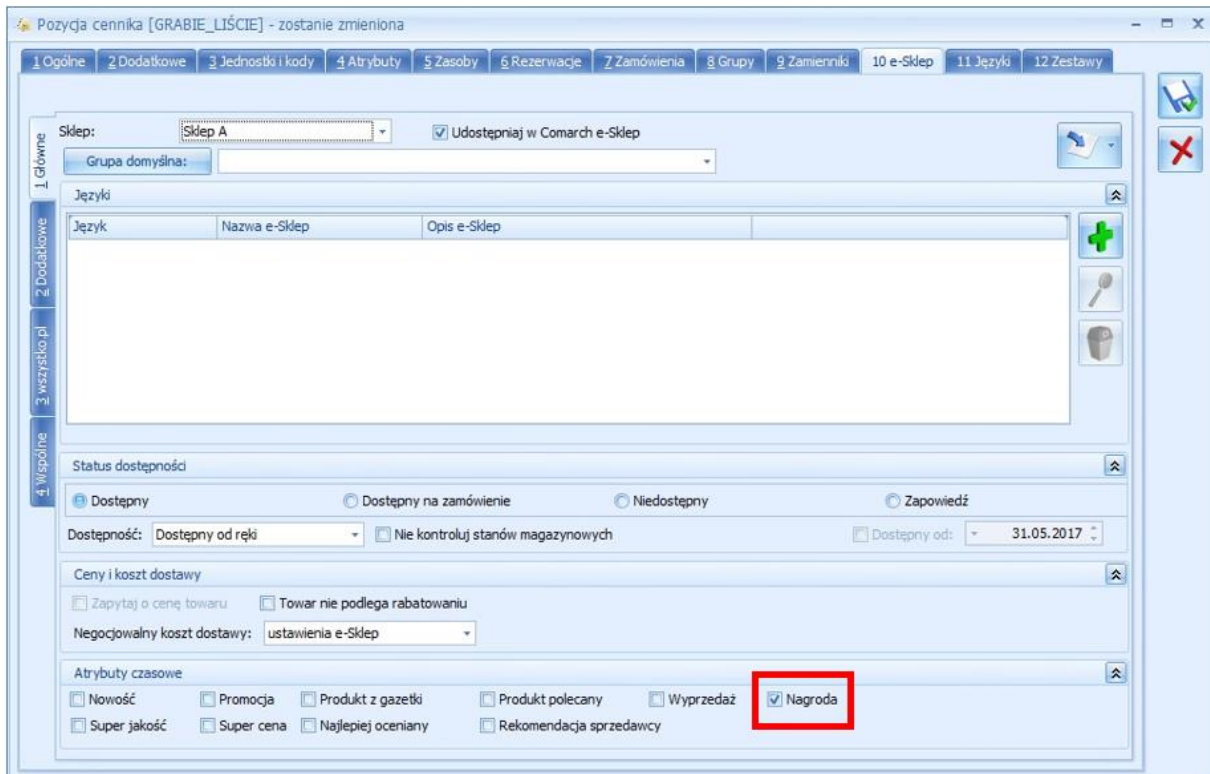 Pozycja cennika [GRABIE_LIŚCIE] - zostanie zmieniona
1 Ogólne 2 Dodatkowe 3 Jednostki i kody 4 Atrybuty 5 Zasoby 6 Rezerwacje 7 Zamówienia 8 Grupy 9 Zamienniki 10 e-Sklep 11 Języki 12 Zestawy
1 Główne
2 Dodatkowe
3 wszystko.pl
4 Wspólne
Sklep: Sklep A Udostępniaj w Comarch e-Sklep
Grupa domyślna:
Języki
Język Nazwa e-Sklep Opis e-Sklep
Status dostępności
Dostępny Dostępny na zamówienie Niedostępny Zapowiedź
Dostępność: Dostępny od ręki Nie kontroluj stanów magazynowych Dostępny od: 31.05.2017
Ceny i koszt dostawy
Zapytaj o cenę towaru Towar nie podlega rabatowaniu
Negocjowalny koszt dostawy: ustawienia e-Sklep
Atrybuty czasowe
Nowość Promocja Produkt z gazetki Produkt polecany Wyprzedaż Nagroda
Super jakość Super cena Najlepiej oceniany Rekomendacja sprzedawcy